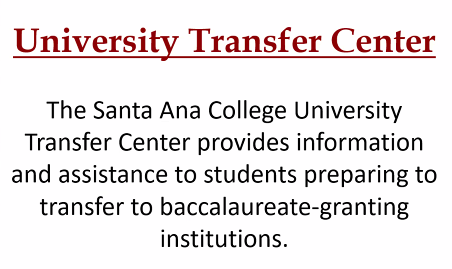 University Transfer Center
The Santa Ana College University
Transfer Center provides information
and assistance to students preparing to
transfer to baccalaureate-granting
institutions.